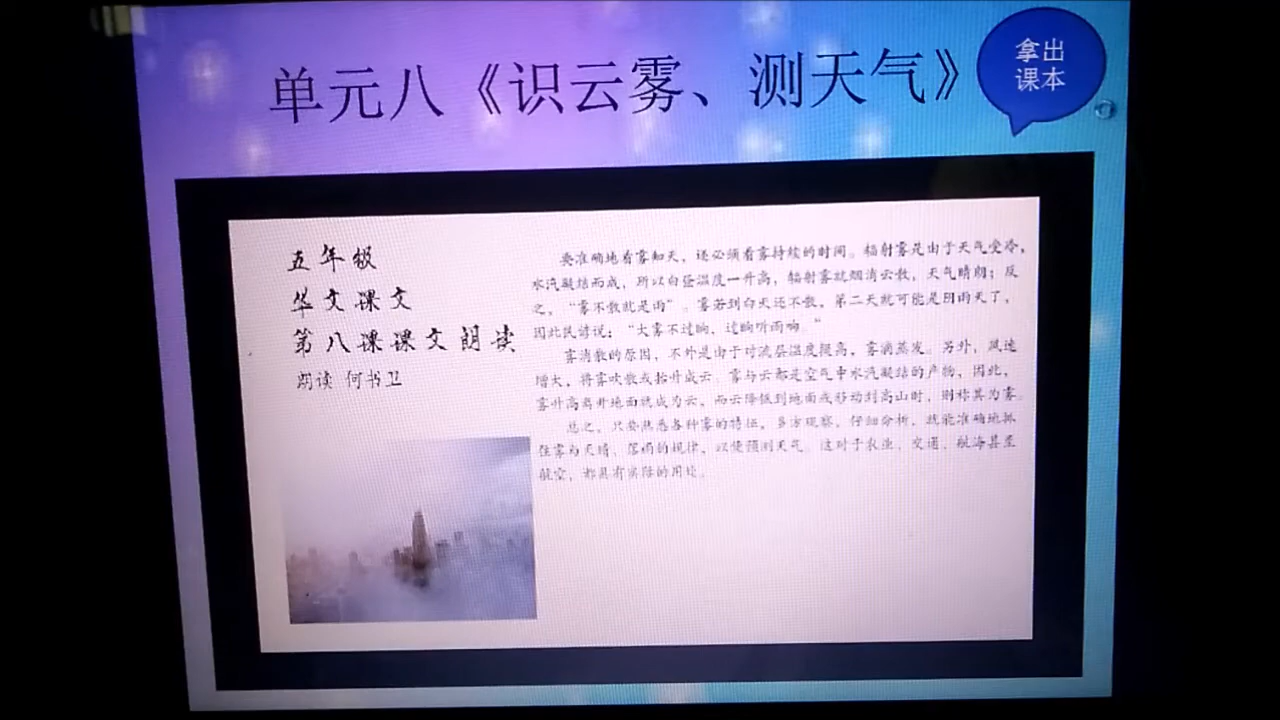 单元八《识云雾、测天气》
拿出
课本
五年级
华文课文
第八课课文朗读
朗读 何书卫
要准确地看雾知天，还必须看雾持续的时间。辐射雾是由于天气受冷，
水汽凝结而成，所以白昼温度一升高，辐射雾就烟消云散，天气晴朗；反
之，“雾不散就是雨”。雾若到白天还不散，第二天就可能是阴雨天了，
因此民谚说：“大雾不过晌，过晌听雨响。”
雾消散的原因，不外是由于对流层温度提高，雾滴蒸发。另外，风速
增大，将雾吹散或抬升成云。雾与云都是空气中水汽凝结的产物，因此，
雾升高离开地面就成为云，而云降低到地面或移动到高山时，则称其为雾。
总之，只要熟悉各种雾的特征，多方观察，仔细分析，就能准确地抓
住雾与天晴、落雨的规律，以便预测天气。这对于农业、交通、航海甚至
航空，都具有实际的用处。